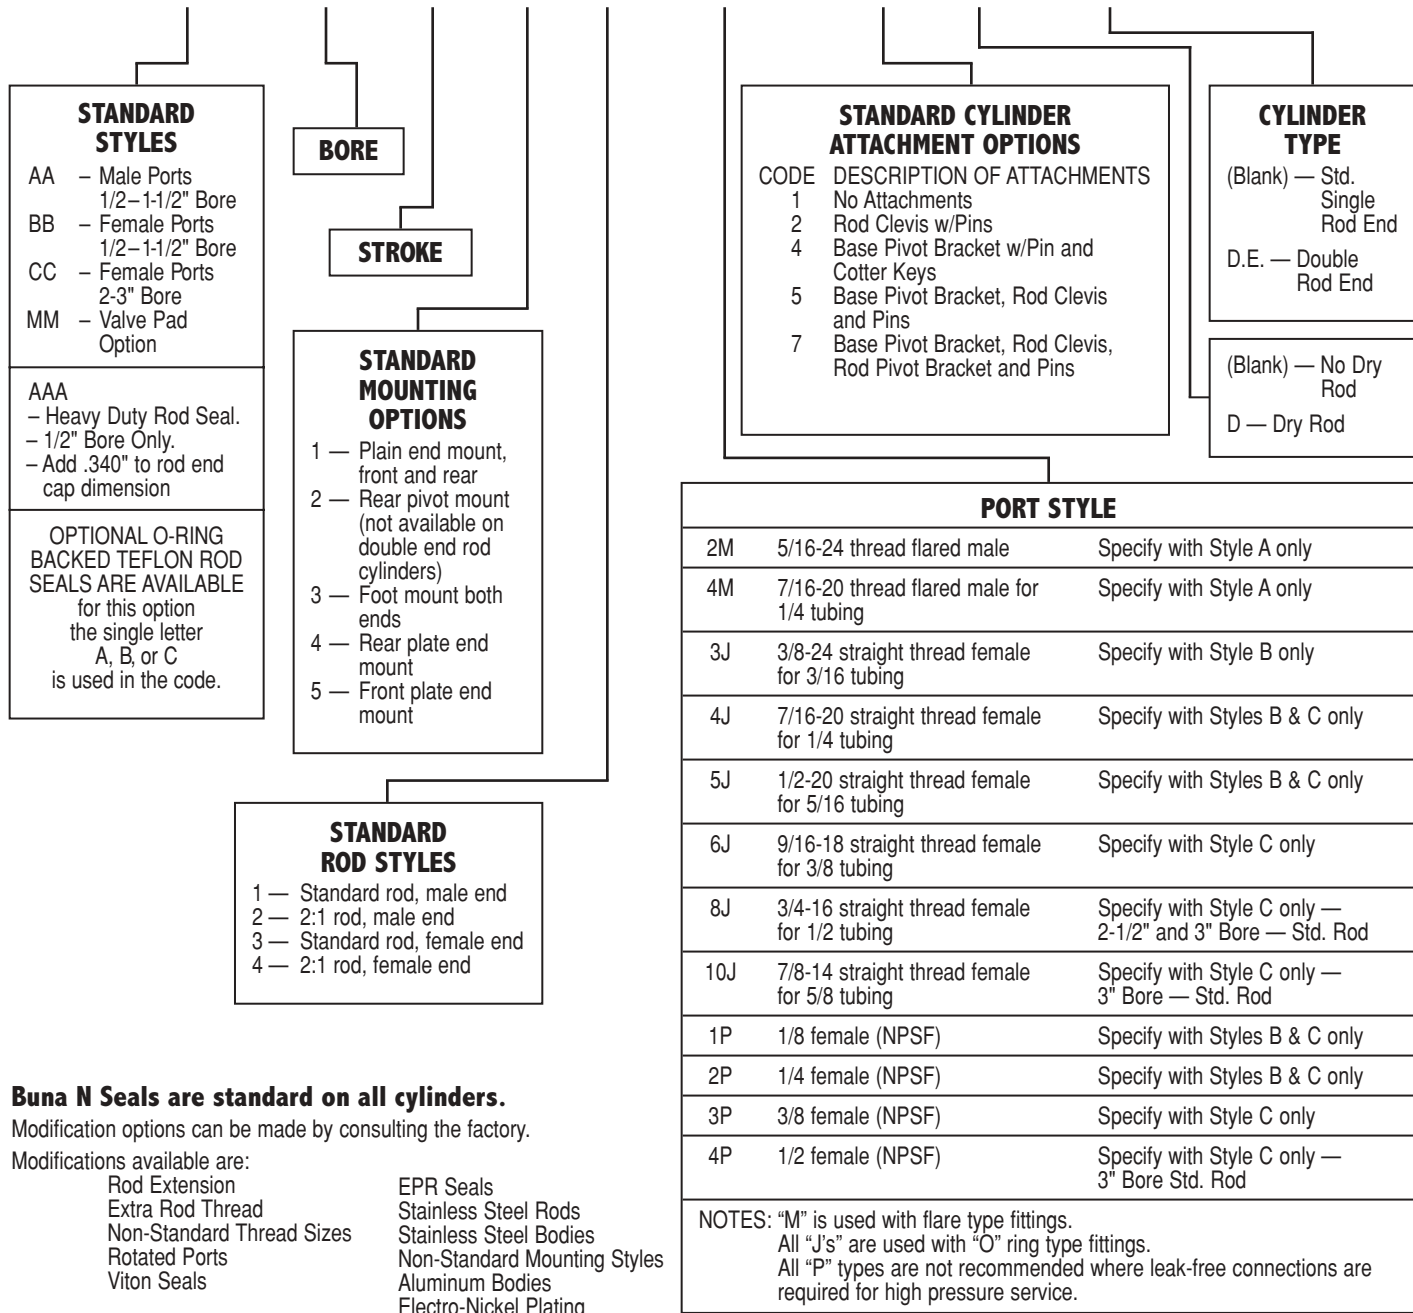 STANDARD
STYLES
AA – Male Ports
1/2–1-1/2" Bore
BB – Female Ports
1/2–1-1/2" Bore
CC – Female Ports
2-3" Bore
MM – Valve Pad
Option
AAA
– Heavy Duty Rod Seal.
– 1/2" Bore Only.
– Add .340" to rod end
cap dimension
OPTIONAL O-RING
BACKED TEFLON ROD
SEALS ARE AVAILABLE
for this option
the single letter
A, B, or C
is used in the code.
BORE
STROKE
STANDARD
MOUNTING
OPTIONS
1 — Plain end mount,
front and rear
2 — Rear pivot mount
(not available on
double end rod
cylinders)
3 — Foot mount both
ends
4 — Rear plate end
mount
5 — Front plate end
mount
STANDARD
ROD STYLES
1 — Standard rod, male end
2 — 2:1 rod, male end
3 — Standard rod, female end
4 — 2:1 rod, female end
STANDARD CYLINDER
ATTACHMENT OPTIONS
CODE DESCRIPTION OF ATTACHMENTS
1 No Attachments
2 Rod Clevis w/Pins
4 Base Pivot Bracket w/Pin and
Cotter Keys
5 Base Pivot Bracket, Rod Clevis
and Pins
7 Base Pivot Bracket, Rod Clevis,
Rod Pivot Bracket and Pins
CYLINDER
TYPE
(Blank) — Std.
Single
Rod End
D.E. — Double
Rod End
(Blank) — No Dry
Rod
D — Dry Rod
PORT STYLE
2M 5/16-24 thread flared male Specify with Style A only
4M 7/16-20 thread flared male for Specify with Style A only
1/4 tubing
3J 3/8-24 straight thread female Specify with Style B only
for 3/16 tubing
4J 7/16-20 straight thread female Specify with Styles B & C only
for 1/4 tubing
5J 1/2-20 straight thread female Specify with Styles B & C only
for 5/16 tubing
6J 9/16-18 straight thread female Specify with Style C only
for 3/8 tubing
8J 3/4-16 straight thread female Specify with Style C only —
for 1/2 tubing 2-1/2" and 3" Bore — Std. Rod
10J 7/8-14 straight thread female Specify with Style C only —
for 5/8 tubing 3" Bore — Std. Rod
1P 1/8 female (NPSF) Specify with Styles B & C only
2P 1/4 female (NPSF) Specify with Styles B & C only
3P 3/8 female (NPSF) Specify with Style C only
4P 1/2 female (NPSF) Specify with Style C only —
3" Bore Std. Rod
NOTES: “M” is used with flare type fittings.
All “J’s” are used with “O” ring type fittings.
All “P” types are not recommended where leak-free connections are
required for high pressure service.
Buna N Seals are standard on all cylinders.
Modification options can be made by consulting the factory.
Modifications available are:
Rod Extension
Extra Rod Thread
Non-Standard Thread Sizes
Rotated Ports
Viton Seals
EPR Seals
Stainless Steel Rods
Stainless Steel Bodies
Non-Standard Mounting Styles
Aluminum Bodies
Electro-Nickel Plating